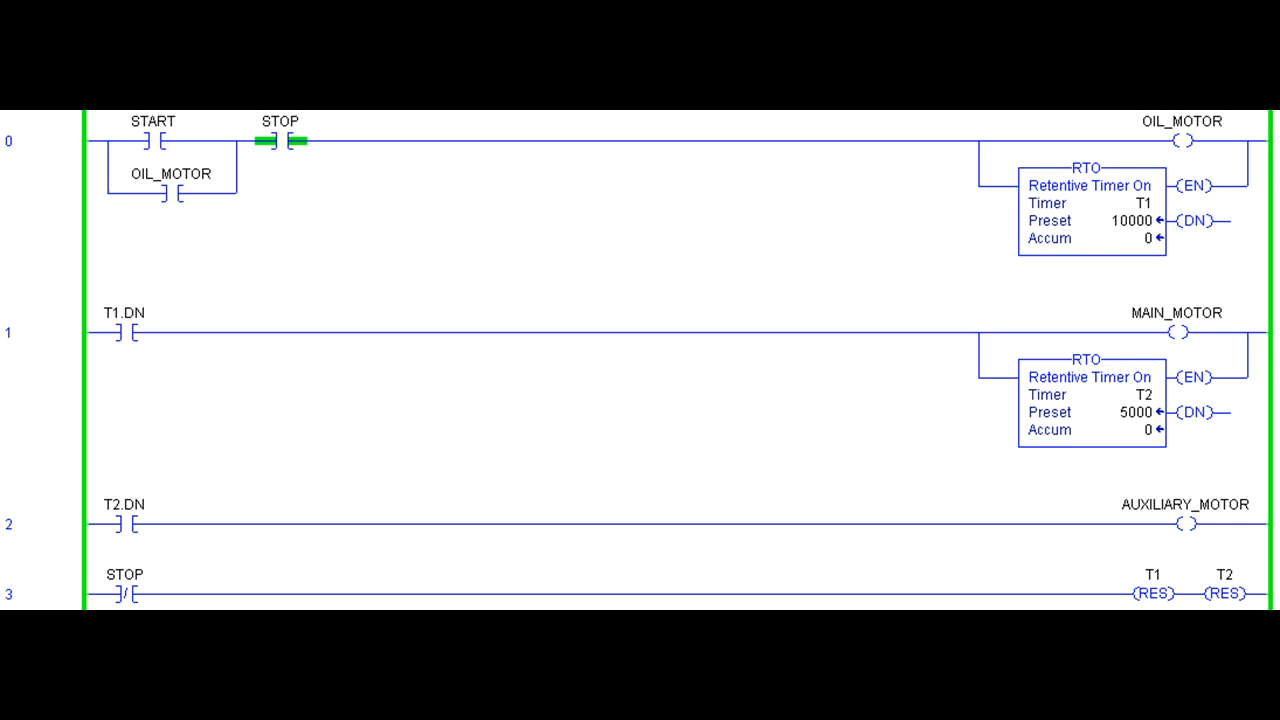 START STOP OIL_MOTOR
0
OIL_MOTOR
RTO
Retentive Timer On (EN)
Timer T1
Preset 10000 (DN)
Accum 0
T1.DN MAIN_MOTOR
1
RTO
Retentive Timer On (EN)
Timer T2
Preset 5000 (DN)
Accum 0
T2.DN AUXILIARY_MOTOR
2
STOP T1 T2
3 (RES) (RES)